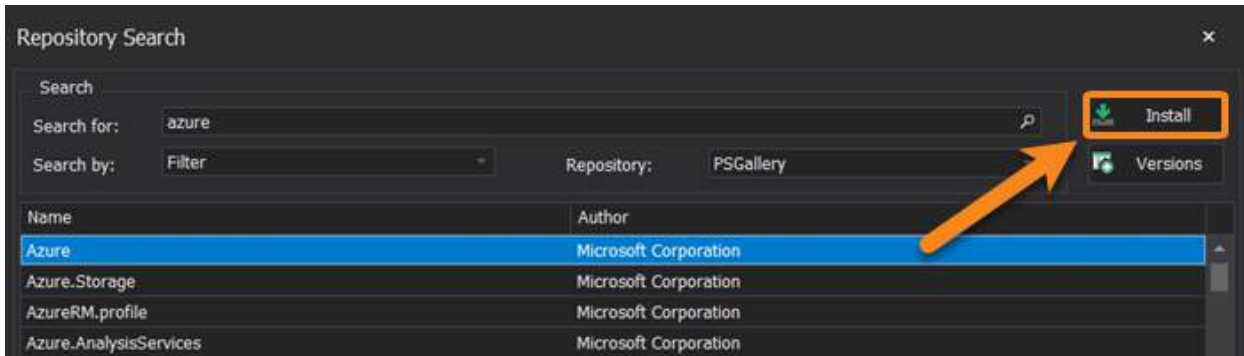 Repository Search
Search
Search for: azure
Install
Search by: Filter Repository: PSGallery
Versions
Name Author
Azure Microsoft Corporation
Azure.Storage Microsoft Corporation
AzureRM.profile Microsoft Corporation
Azure.AnalysisServices Microsoft Corporation